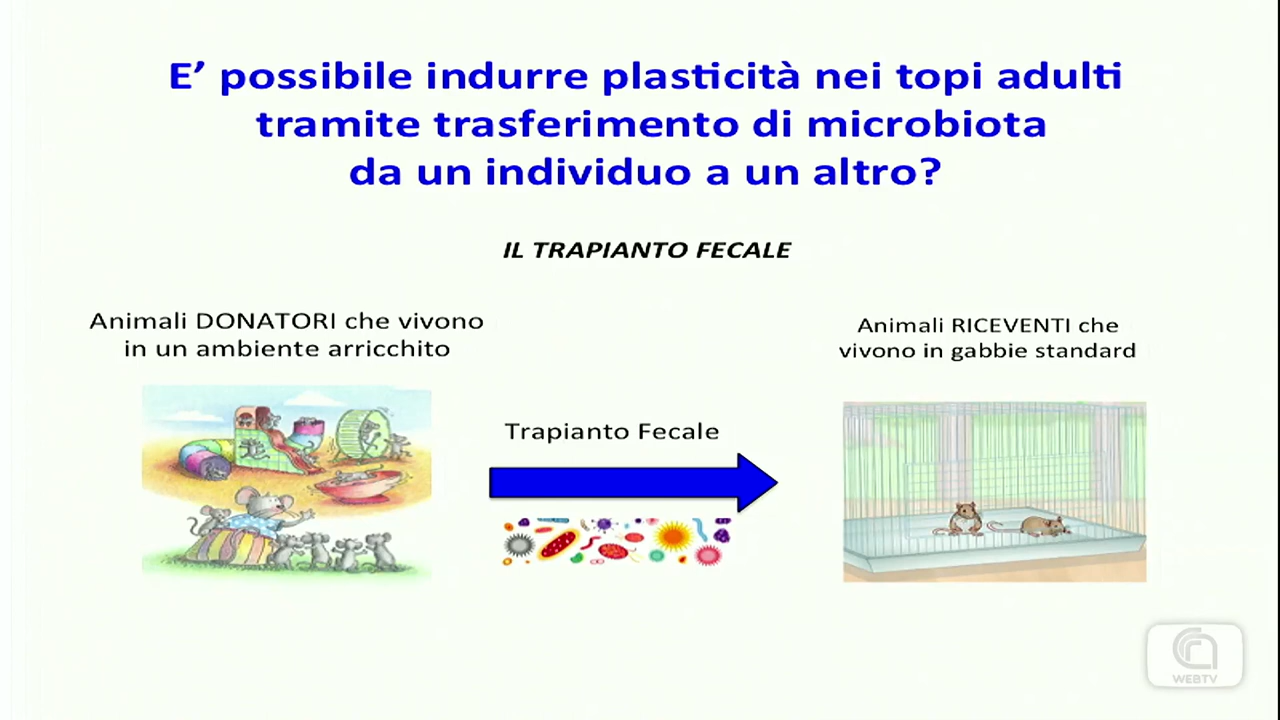 E’ possibile indurre plasticità nei topi adulti
tramite trasferimento di microbiota
da un individuo a un altro?
IL TRAPIANTO FECALE
Animali DONATORI che vivono
in un ambiente arricchito
Animali RICEVENTI che
vivono in gabbie standard
Trapianto Fecale
WEBTV